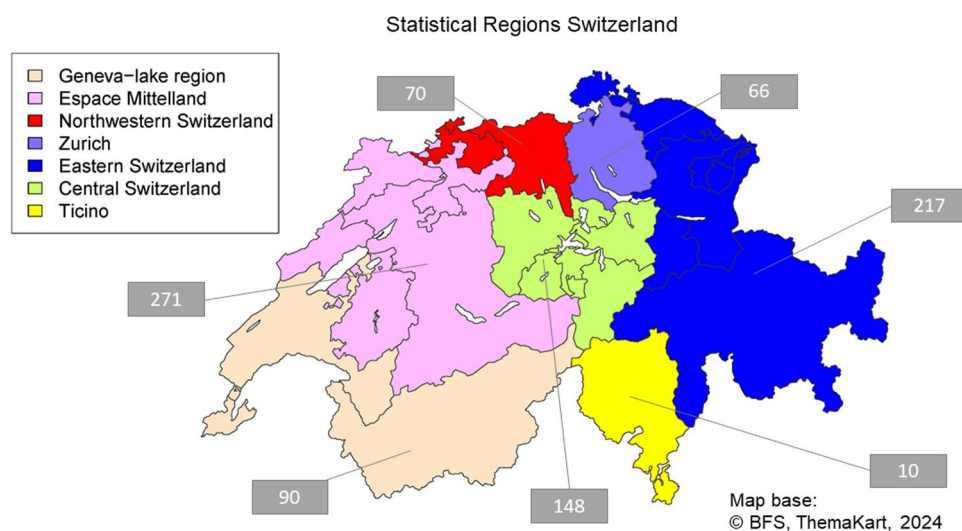 Statistical Regions Switzerland
Geneva-lake region
Espace Mittelland
Northwestern Switzerland
Zurich
Eastern Switzerland
Central Switzerland
Ticino
70
66
217
271
90
148
10
Map base:
© BFS, ThemaKart, 2024